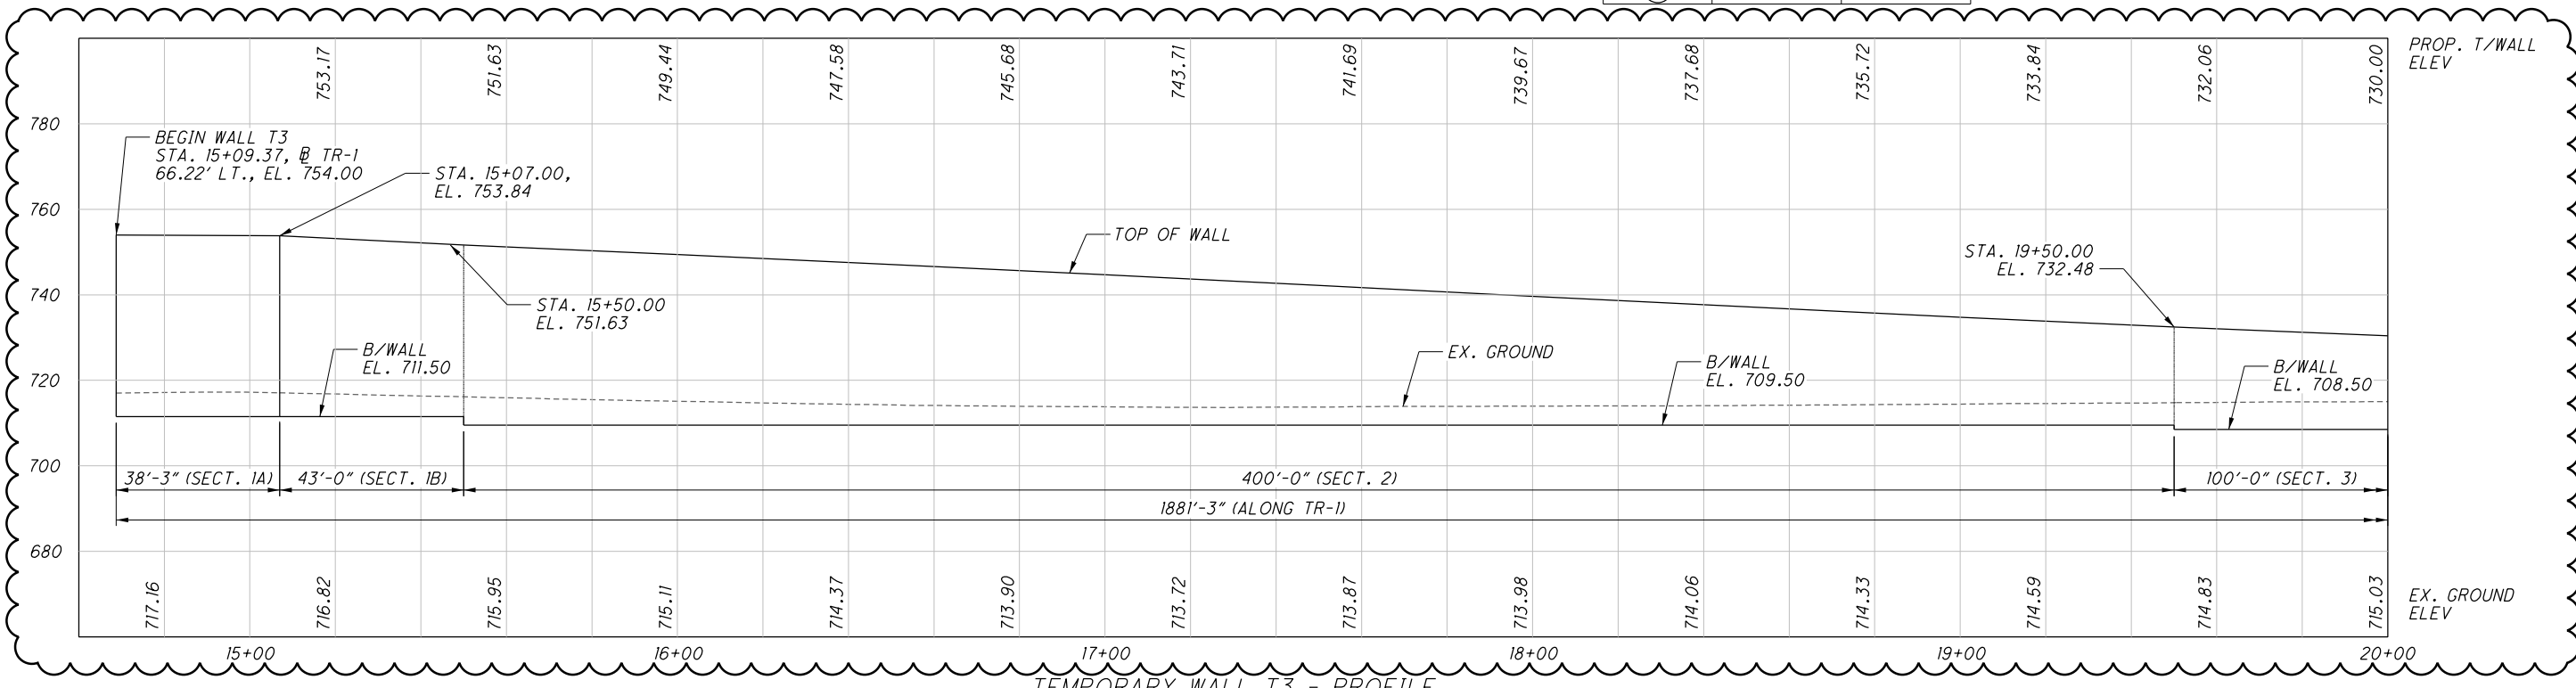 753.17
751.63
749.44
747.58
745.68
743.71
741.69
739.67
737.68
735.72
733.84
732.06
730.00
PROP. T/WALL
ELEV
780
760
740
720
700
680
BEGIN WALL T3
STA. 15+09.37, ⅊ TR-1
66.22' LT., EL. 754.00
STA. 15+07.00,
EL. 753.84
TOP OF WALL
STA. 19+50.00
EL. 732.48
STA. 15+50.00
EL. 751.63
B/WALL
EL. 711.50
EX. GROUND
B/WALL
EL. 709.50
B/WALL
EL. 708.50
38'-3" (SECT. 1A)
43'-0" (SECT. 1B)
400'-0" (SECT. 2)
100'-0" (SECT. 3)
1881'-3" (ALONG TR-1)
717.16
716.82
715.95
715.11
714.37
713.90
713.72
713.87
713.98
714.06
714.33
714.59
714.83
715.03
EX. GROUND
ELEV
15+00
16+00
17+00
18+00
19+00
20+00
TEMPORARY WALL T3 - PROFILE